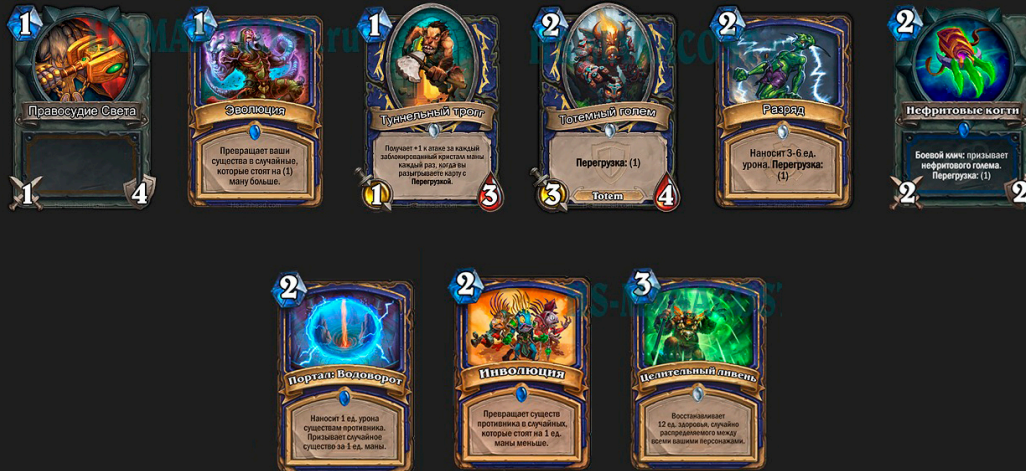 1
Правосудие Света
1
4
1
Эволюция
Превращает ваши
существа в случайные,
которые стоят на (1)
ману больше.
1
Туннельный трогг
Получает +1 к атаке за каждый
заблокированный кристалл маны
каждый раз, когда вы
разыгрываете карту с
Перегрузкой.
1
3
2
Тотемный голем
Перегрузка: (1)
Totem
3
4
2
Разряд
Наносит 3-6 ед.
урона. Перегрузка:
(1)
2
Нефритовые когти
Боевой клич: призывает
нефритового голема.
Перегрузка: (1)
2
2
2
Портал: Водоворот
Наносит 1 ед. урона
существам противника.
Призывает случайное
существо за 1 ед. маны.
2
Инволюция
Превращает существ
противника в случайных,
которые стоят на 1 ед.
маны меньше.
3
Целительный ливень
Восстанавливает
12 ед. здоровья, случайно
распределяемого между
всеми вашими персонажами.